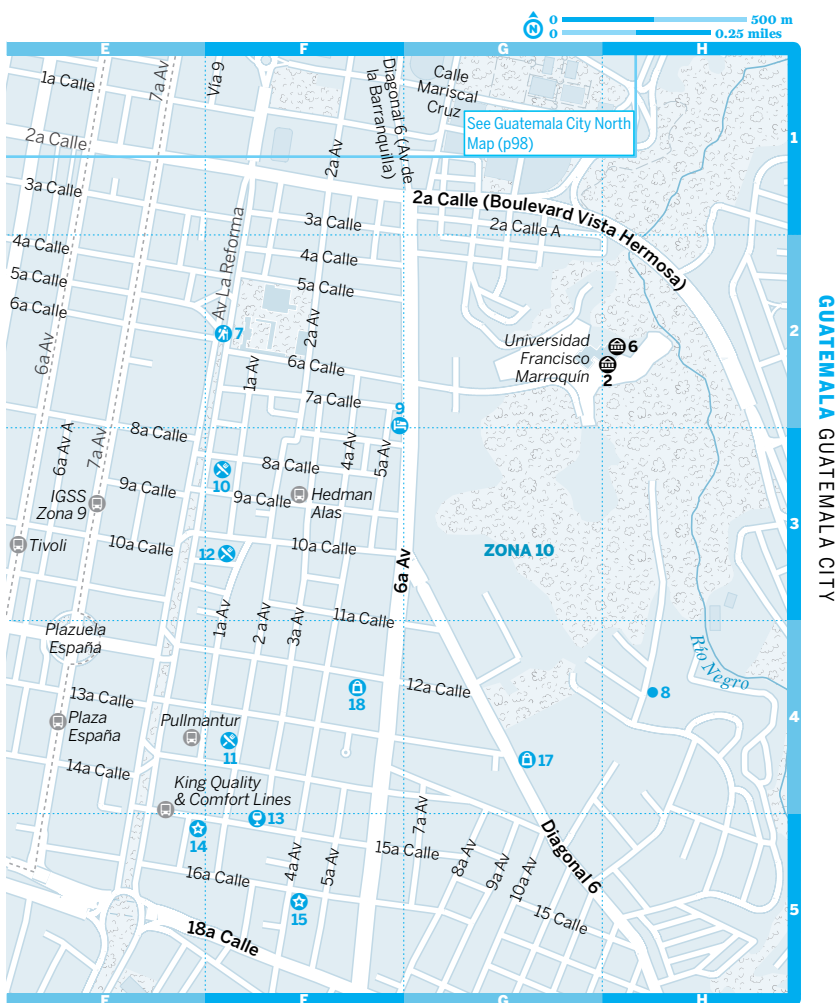 0 500 m
N 0 0.25 miles
E F G H
1
2
3
4
5
GUATEMALA GUATEMALA CITY
1a Calle
7a Av
Vía 9
Diagonal 6 (Av de
la Barranquilla)
Calle
Mariscal
Cruz
See Guatemala City North
Map (p98)
2a Calle
2a Av
3a Calle
3a Calle
2a Calle (Boulevard Vista Hermosa)
2a Calle A
4a Calle
4a Calle
Av La Reforma
5a Calle
5a Calle
6a Calle
7
2a Av
6a Av
1a Av
6a Calle
Universidad
Francisco
Marroquín
6
2
7a Calle
9
8a Calle
6a Av A
7a Av
8a Calle
4a Av
5a Av
10
9a Calle
9a Calle
Hedman
Alas
IGSS
Zona 9
Tivoli
10a Calle
12
10a Calle
ZONA 10
6a Av
1a Av
2 a Av
3a Av
11a Calle
Plazuela
España
Río Negro
12a Calle
18
8
13a Calle
Plaza
España
Pullmantur
11
17
14a Calle
King Quality
& Comfort Lines
13
14
7a Av
Diagonal 6
4a Av
5a Av
15a Calle
8a Av
9a Av
10a Av
16a Calle
15
15 Calle
18a Calle
E F G H